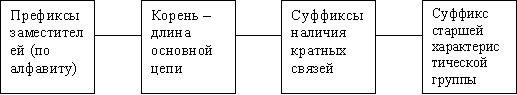 Префиксы
заместител
ей (по
алфавиту)
Корень –
длина
основной
цепи
Суффиксы
наличия
кратных
связей
Суффикс
старшей
характерис
тической
группы